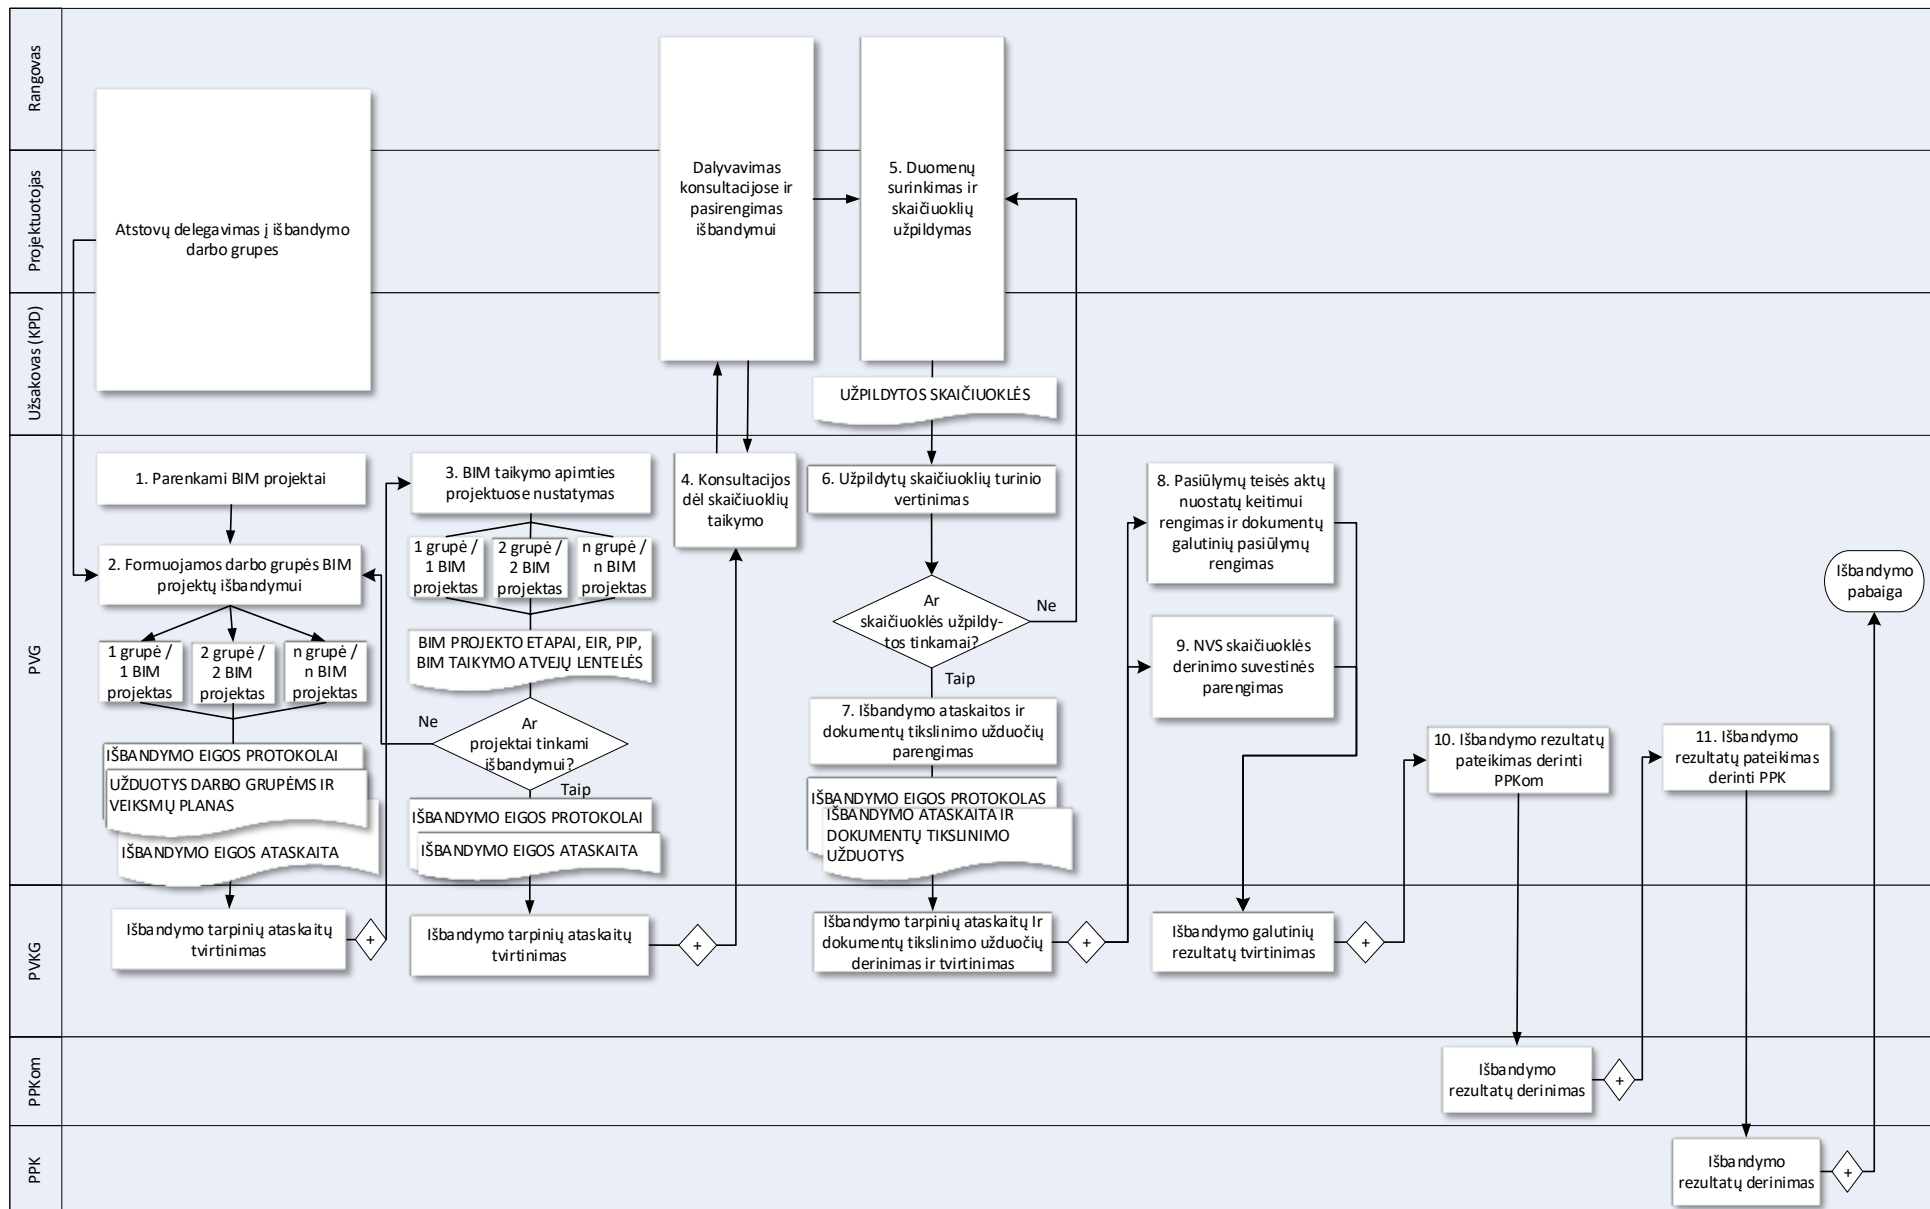 Rangovas
Projektuotojas
Užsakovas (KPD)
PVG
PVKG
PPKom
PPK
Atstovų delegavimas į išbandymo
darbo grupes
Dalyvavimas
konsultacijose ir
pasirengimas
išbandymui
5. Duomenų
surinkimas ir
skaičiuoklių
užpildymas
UŽPILDYTOS SKAIČIUOKLĖS
1. Parenkami BIM projektai
2. Formuojamos darbo grupės BIM
projektų išbandymui
1 grupė /
1 BIM
projektas
2 grupė /
2 BIM
projektas
n grupė /
n BIM
projektas
IŠBANDYMO EIGOS PROTOKOLAI
UŽDUOTYS DARBO GRUPĖMS IR
VEIKSMŲ PLANAS
IŠBANDYMO EIGOS ATASKAITA
Išbandymo tarpinių ataskaitų
tvirtinimas
+
3. BIM taikymo apimties
projektuose nustatymas
1 grupė /
1 BIM
projektas
2 grupė /
2 BIM
projektas
n grupė /
n BIM
projektas
BIM PROJEKTO ETAPAI, EIR, PIP,
BIM TAIKYMO ATVEJŲ LENTELĖS
Ne
Ar
projektai tinkami
išbandymui?
Taip
IŠBANDYMO EIGOS PROTOKOLAI
IŠBANDYMO EIGOS ATASKAITA
Išbandymo tarpinių ataskaitų
tvirtinimas
+
4. Konsultacijos
dėl skaičiuoklių
taikymo
6. Užpildytų skaičiuoklių turinio
vertinimas
Ar
skaičiuoklės užpildy-
tos tinkamai?
Ne
Taip
7. Išbandymo ataskaitos ir
dokumentų tikslinimo užduočių
parengimas
IŠBANDYMO EIGOS PROTOKOLAS
IŠBANDYMO ATASKAITA IR
DOKUMENTŲ TIKSLINIMO
UŽDUOTYS
Išbandymo tarpinių ataskaitų Ir
dokumentų tikslinimo užduočių
derinimas ir tvirtinimas
+
8. Pasiūlymų teisės aktų
nuostatų keitimui
rengimas ir dokumentų
galutinių pasiūlymų
rengimas
9. NVS skaičiuoklės
derinimo suvestinės
parengimas
Išbandymo galutinių
rezultatų tvirtinimas
+
10. Išbandymo rezultatų
pateikimas derinti
PPKom
Išbandymo
rezultatų derinimas
+
11. Išbandymo
rezultatų pateikimas
derinti PPK
Išbandymo
rezultatų derinimas
+
Išbandymo
pabaiga